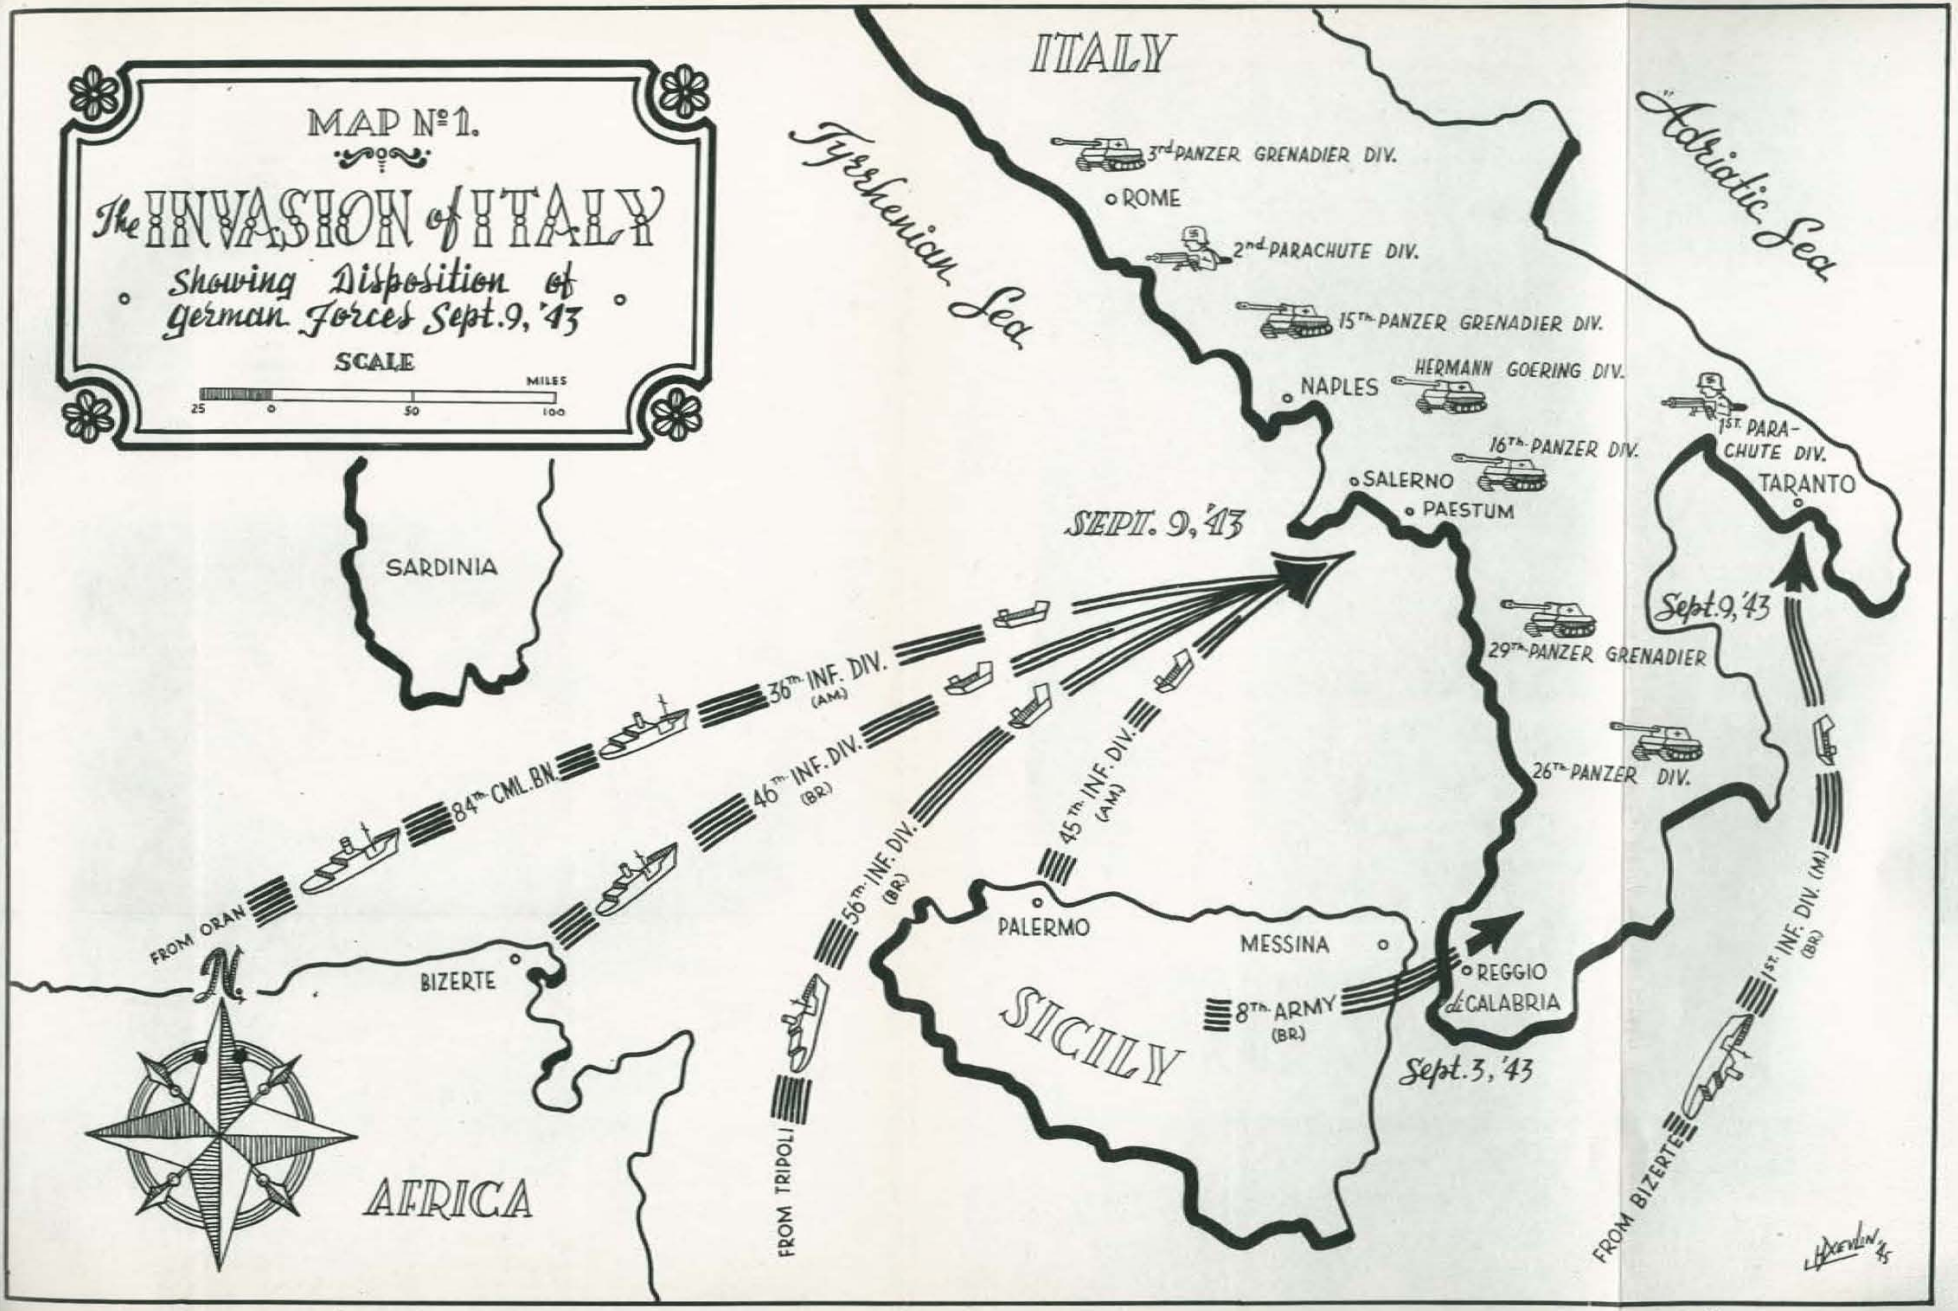 MAP Nº 1.
The INVASION of ITALY
Showing Disposition of
German Forces Sept. 9, '43
SCALE
MILES
25 0 50 100
ITALY
Tyrrhenian Sea
"Adriatic Sea
3rd PANZER GRENADIER DIV.
ROME
2nd PARACHUTE DIV.
15TH PANZER GRENADIER DIV.
HERMANN GOERING DIV.
NAPLES
1ST. PARA-
CHUTE DIV.
16TH PANZER DIV.
SALERNO
TARANTO
PAESTUM
SEPT. 9, '43
SARDINIA
Sept. 9, '43
29TH PANZER GRENADIER
36th INF. DIV.
(AM.)
26TH PANZER DIV.
84th CML. BN.
46th INF. DIV.
(BR.)
45TH INF. DIV.
(AM.)
56th INF. DIV.
(BR.)
1ST. INF. DIV. (M.)
(BR.)
FROM ORAN
N.
PALERMO
MESSINA
BIZERTE
REGGIO
di CALABRIA
8TH ARMY
(BR.)
SICILY
Sept. 3, '43
AFRICA
FROM TRIPOLI
FROM BIZERTE